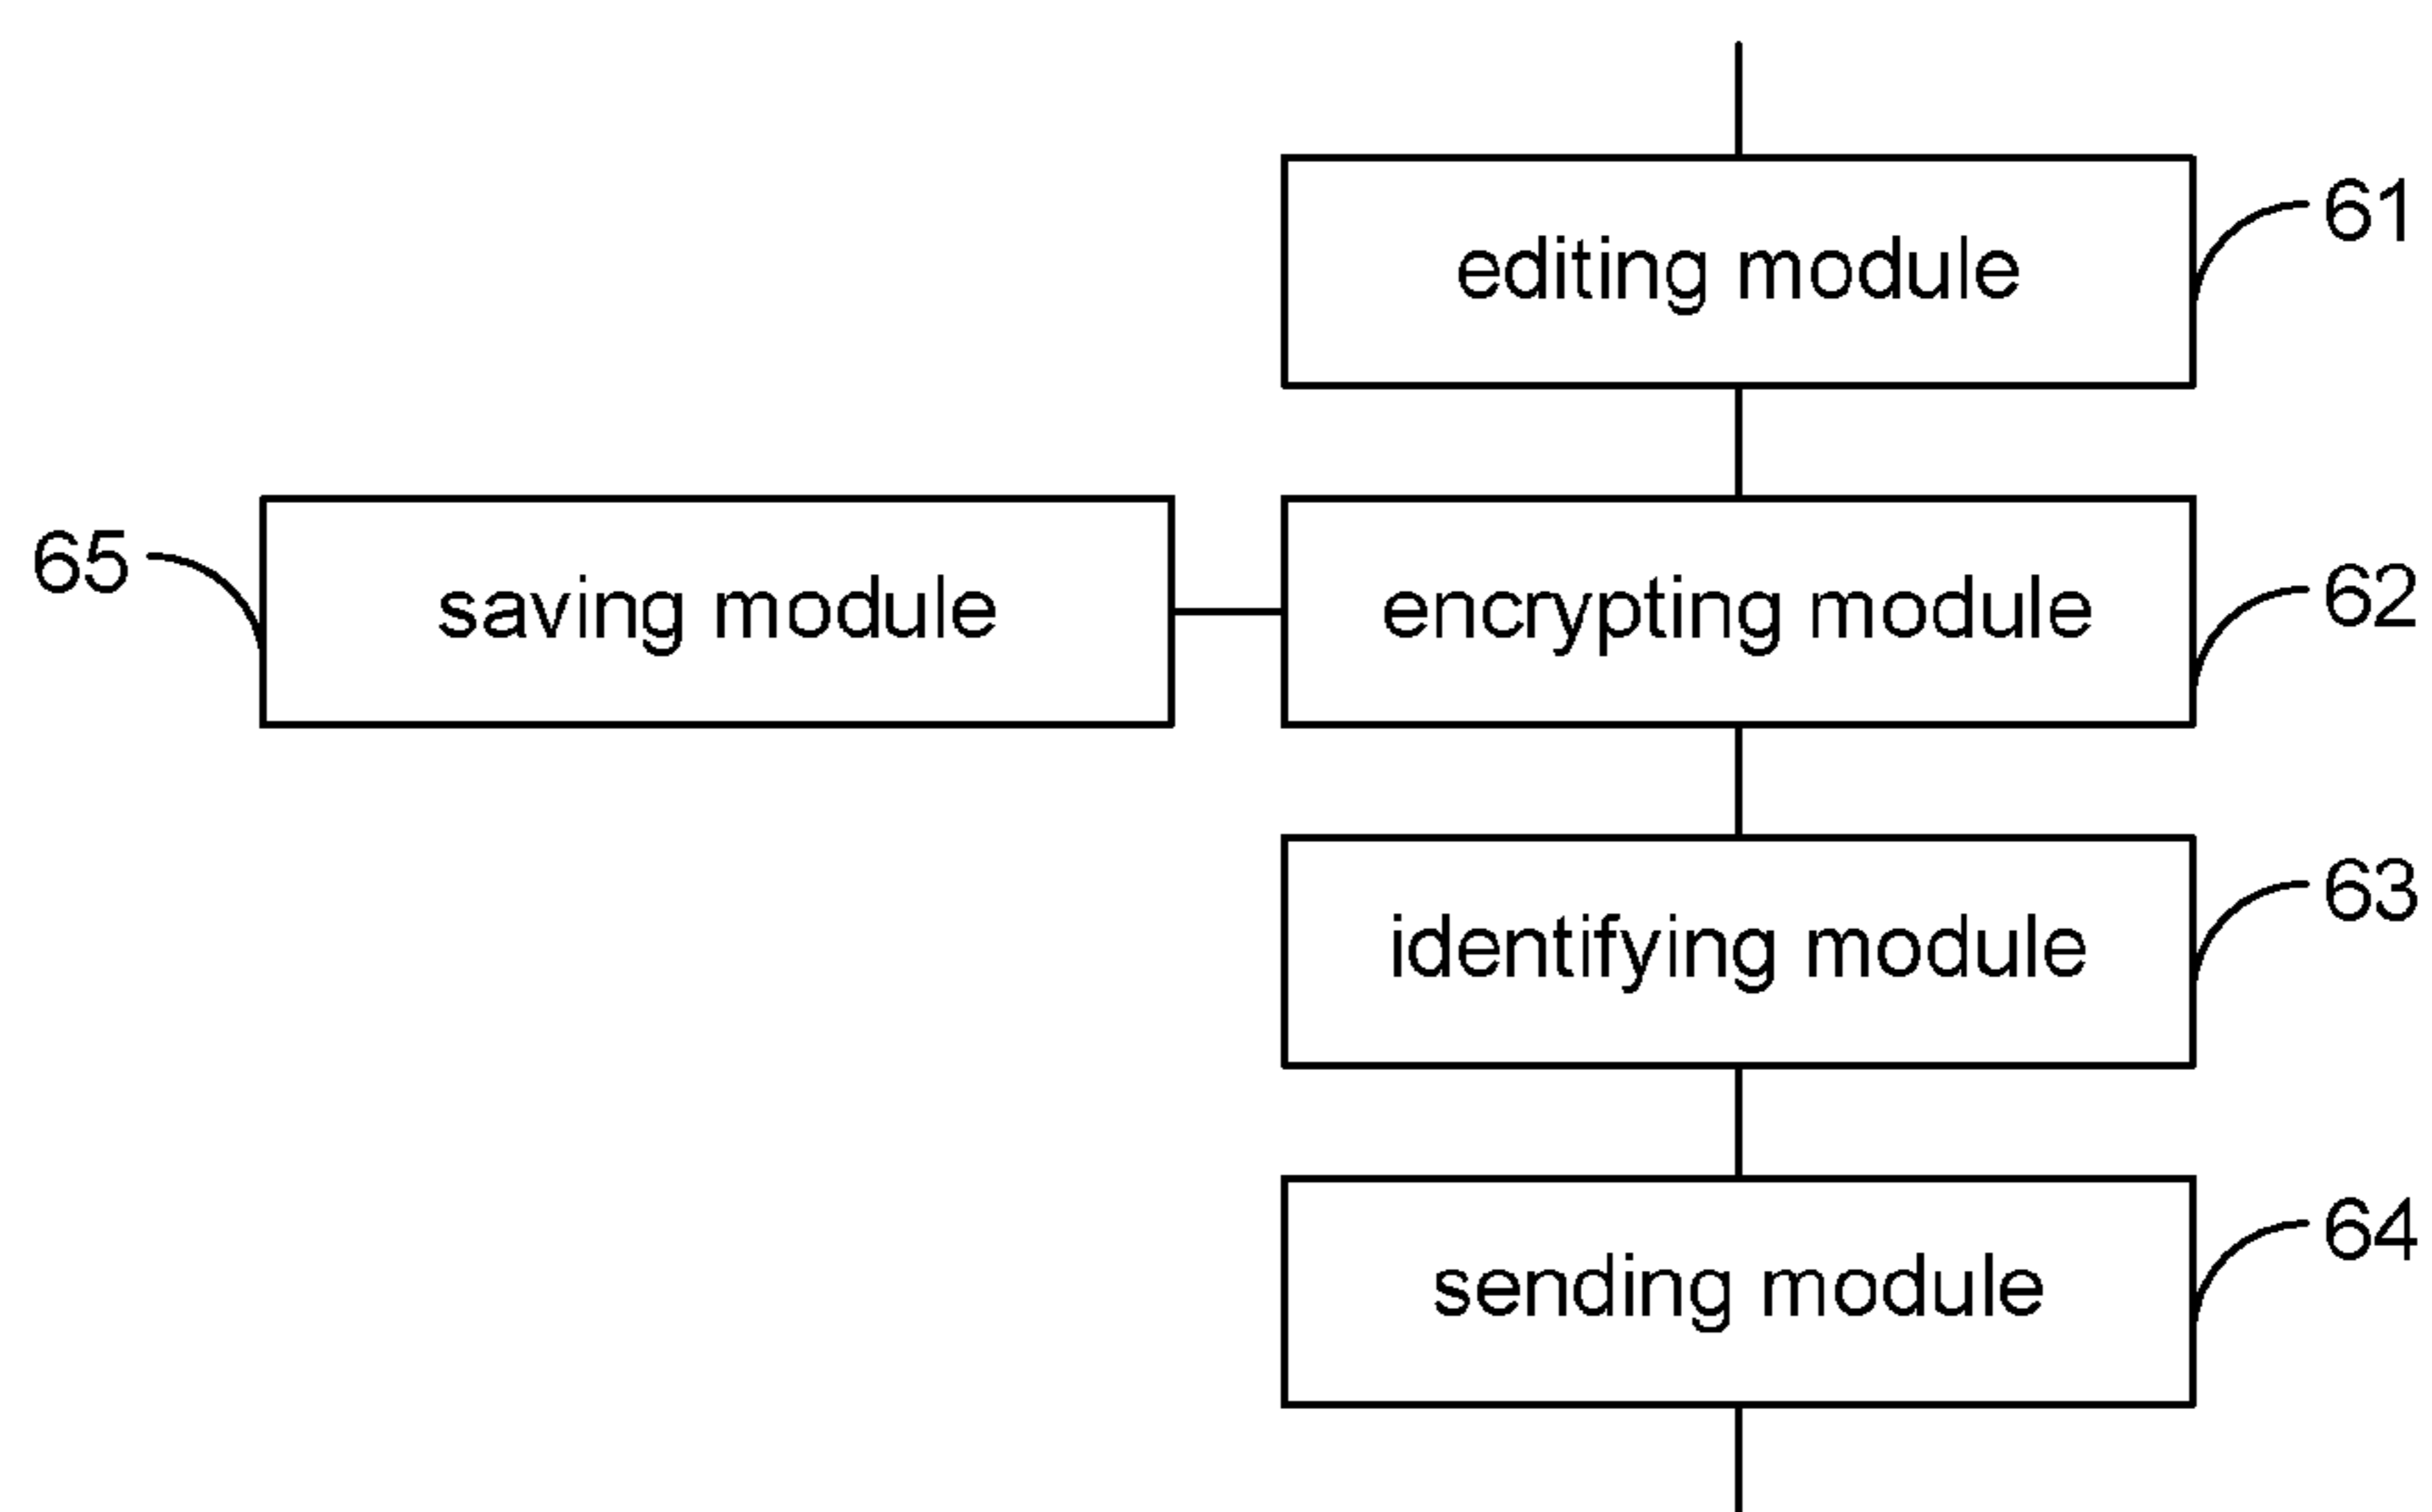 editing module
61
65
saving module
encrypting module
62
identifying module
63
sending module
64